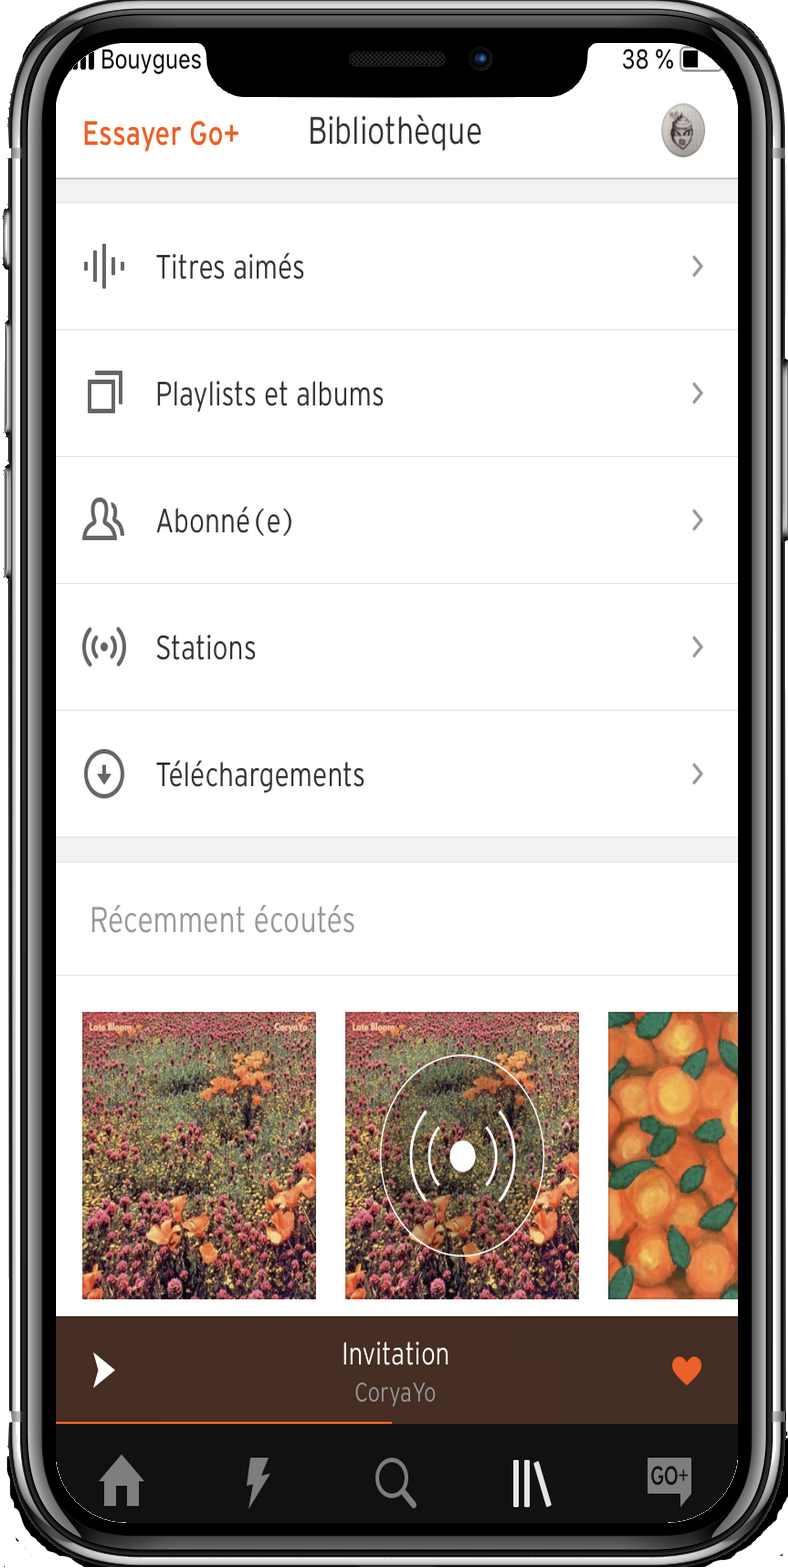 Bouygues
38 %
Essayer Go+
Bibliothèque
Titres aimés
Playlists et albums
Abonné(e)
Stations
Téléchargements
Récemment écoutés
Late Bloom
CoryaYo
Late Bloom
CoryaYo
Invitation
CoryaYo
GO+